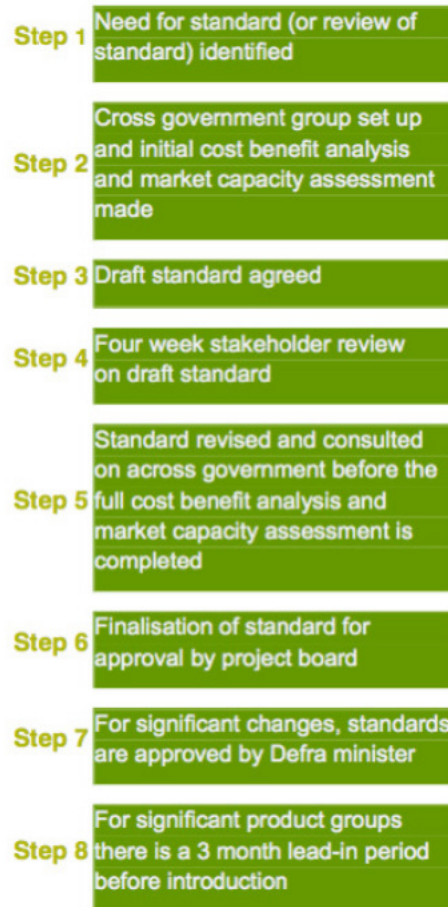 Step 1
Need for standard (or review of
standard) identified
Step 2
Cross government group set up
and initial cost benefit analysis
and market capacity assessment
made
Step 3
Draft standard agreed
Step 4
Four week stakeholder review
on draft standard
Step 5
Standard revised and consulted
on across government before the
full cost benefit analysis and
market capacity assessment is
completed
Step 6
Finalisation of standard for
approval by project board
Step 7
For significant changes, standards
are approved by Defra minister
Step 8
For significant product groups
there is a 3 month lead-in period
before introduction